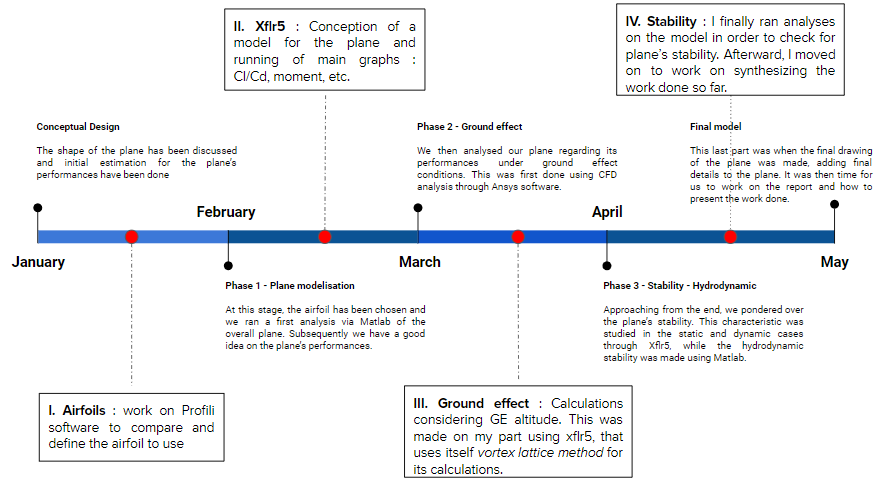 II. Xflr5 : Conception of a
model for the plane and
running of main graphs :
Cl/Cd, moment, etc.
IV. Stability : I finally ran analyses
on the model in order to check for
plane's stability. Afterward, I moved
on to work on synthesizing the
work done so far.
Conceptual Design
The shape of the plane has been discussed
and initial estimation for the plane's
performances have been done
Phase 2 - Ground effect
We then analysed our plane regarding its
performances under ground effect
conditions. This was first done using CFD
analysis through Ansys software.
Final model
This last part was when the final drawing
of the plane was made, adding final
details to the plane. It was then time for
us to work on the report and how to
present the work done.
February
April
January
March
May
Phase 1 - Plane modelisation
At this stage, the airfoil has been chosen and
we ran a first analysis via Matlab of the
overall plane. Subsequently we have a good
idea on the plane's performances.
Phase 3 - Stability - Hydrodynamic
Approaching from the end, we pondered over
the plane's stability. This characteristic was
studied in the static and dynamic cases
through Xflr5, while the hydrodynamic
stability was made using Matlab.
I. Airfoils : work on Profili
software to compare and
define the airfoil to use
III. Ground effect : Calculations
considering GE altitude. This was
made on my part using xflr5, that
uses itself vortex lattice method for
its calculations.